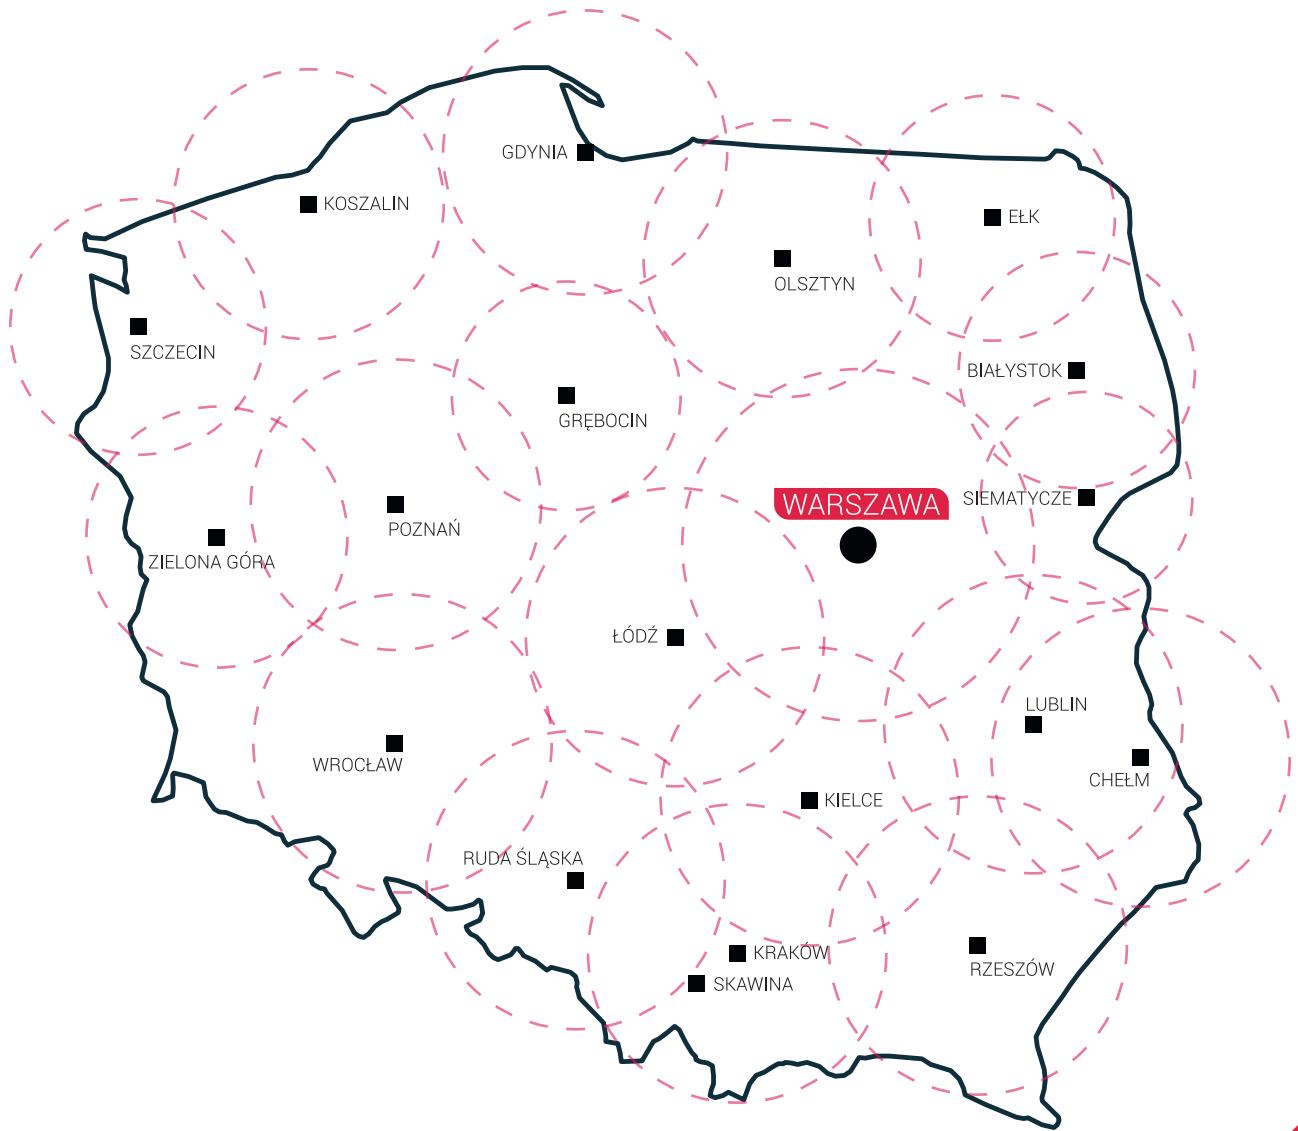 GDYNIA
KOSZALIN
EŁK
OLSZTYN
SZCZECIN
BIAŁYSTOK
GRĘBOCIN
WARSZAWA
SIEMATYCZE
POZNAŃ
ZIELONA GÓRA
ŁÓDŹ
LUBLIN
WROCŁAW
CHEŁM
KIELCE
RUDA ŚLĄSKA
KRAKÓW
RZESZÓW
SKAWINA